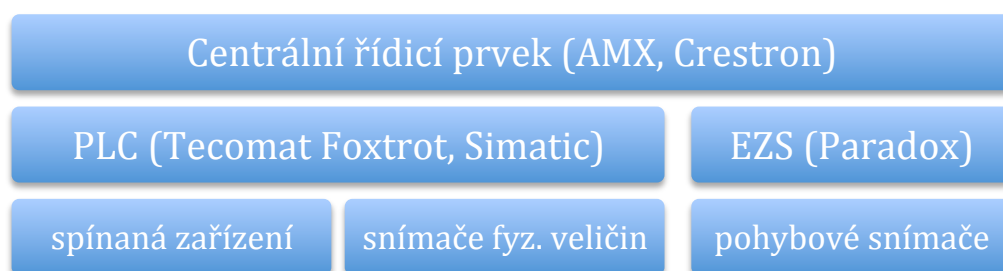 Centrální řídicí prvek (AMX, Crestron)
PLC (Tecomat Foxtrot, Simatic)
EZS (Paradox)
spínaná zařízení
snímače fyz. veličin
pohybové snímače